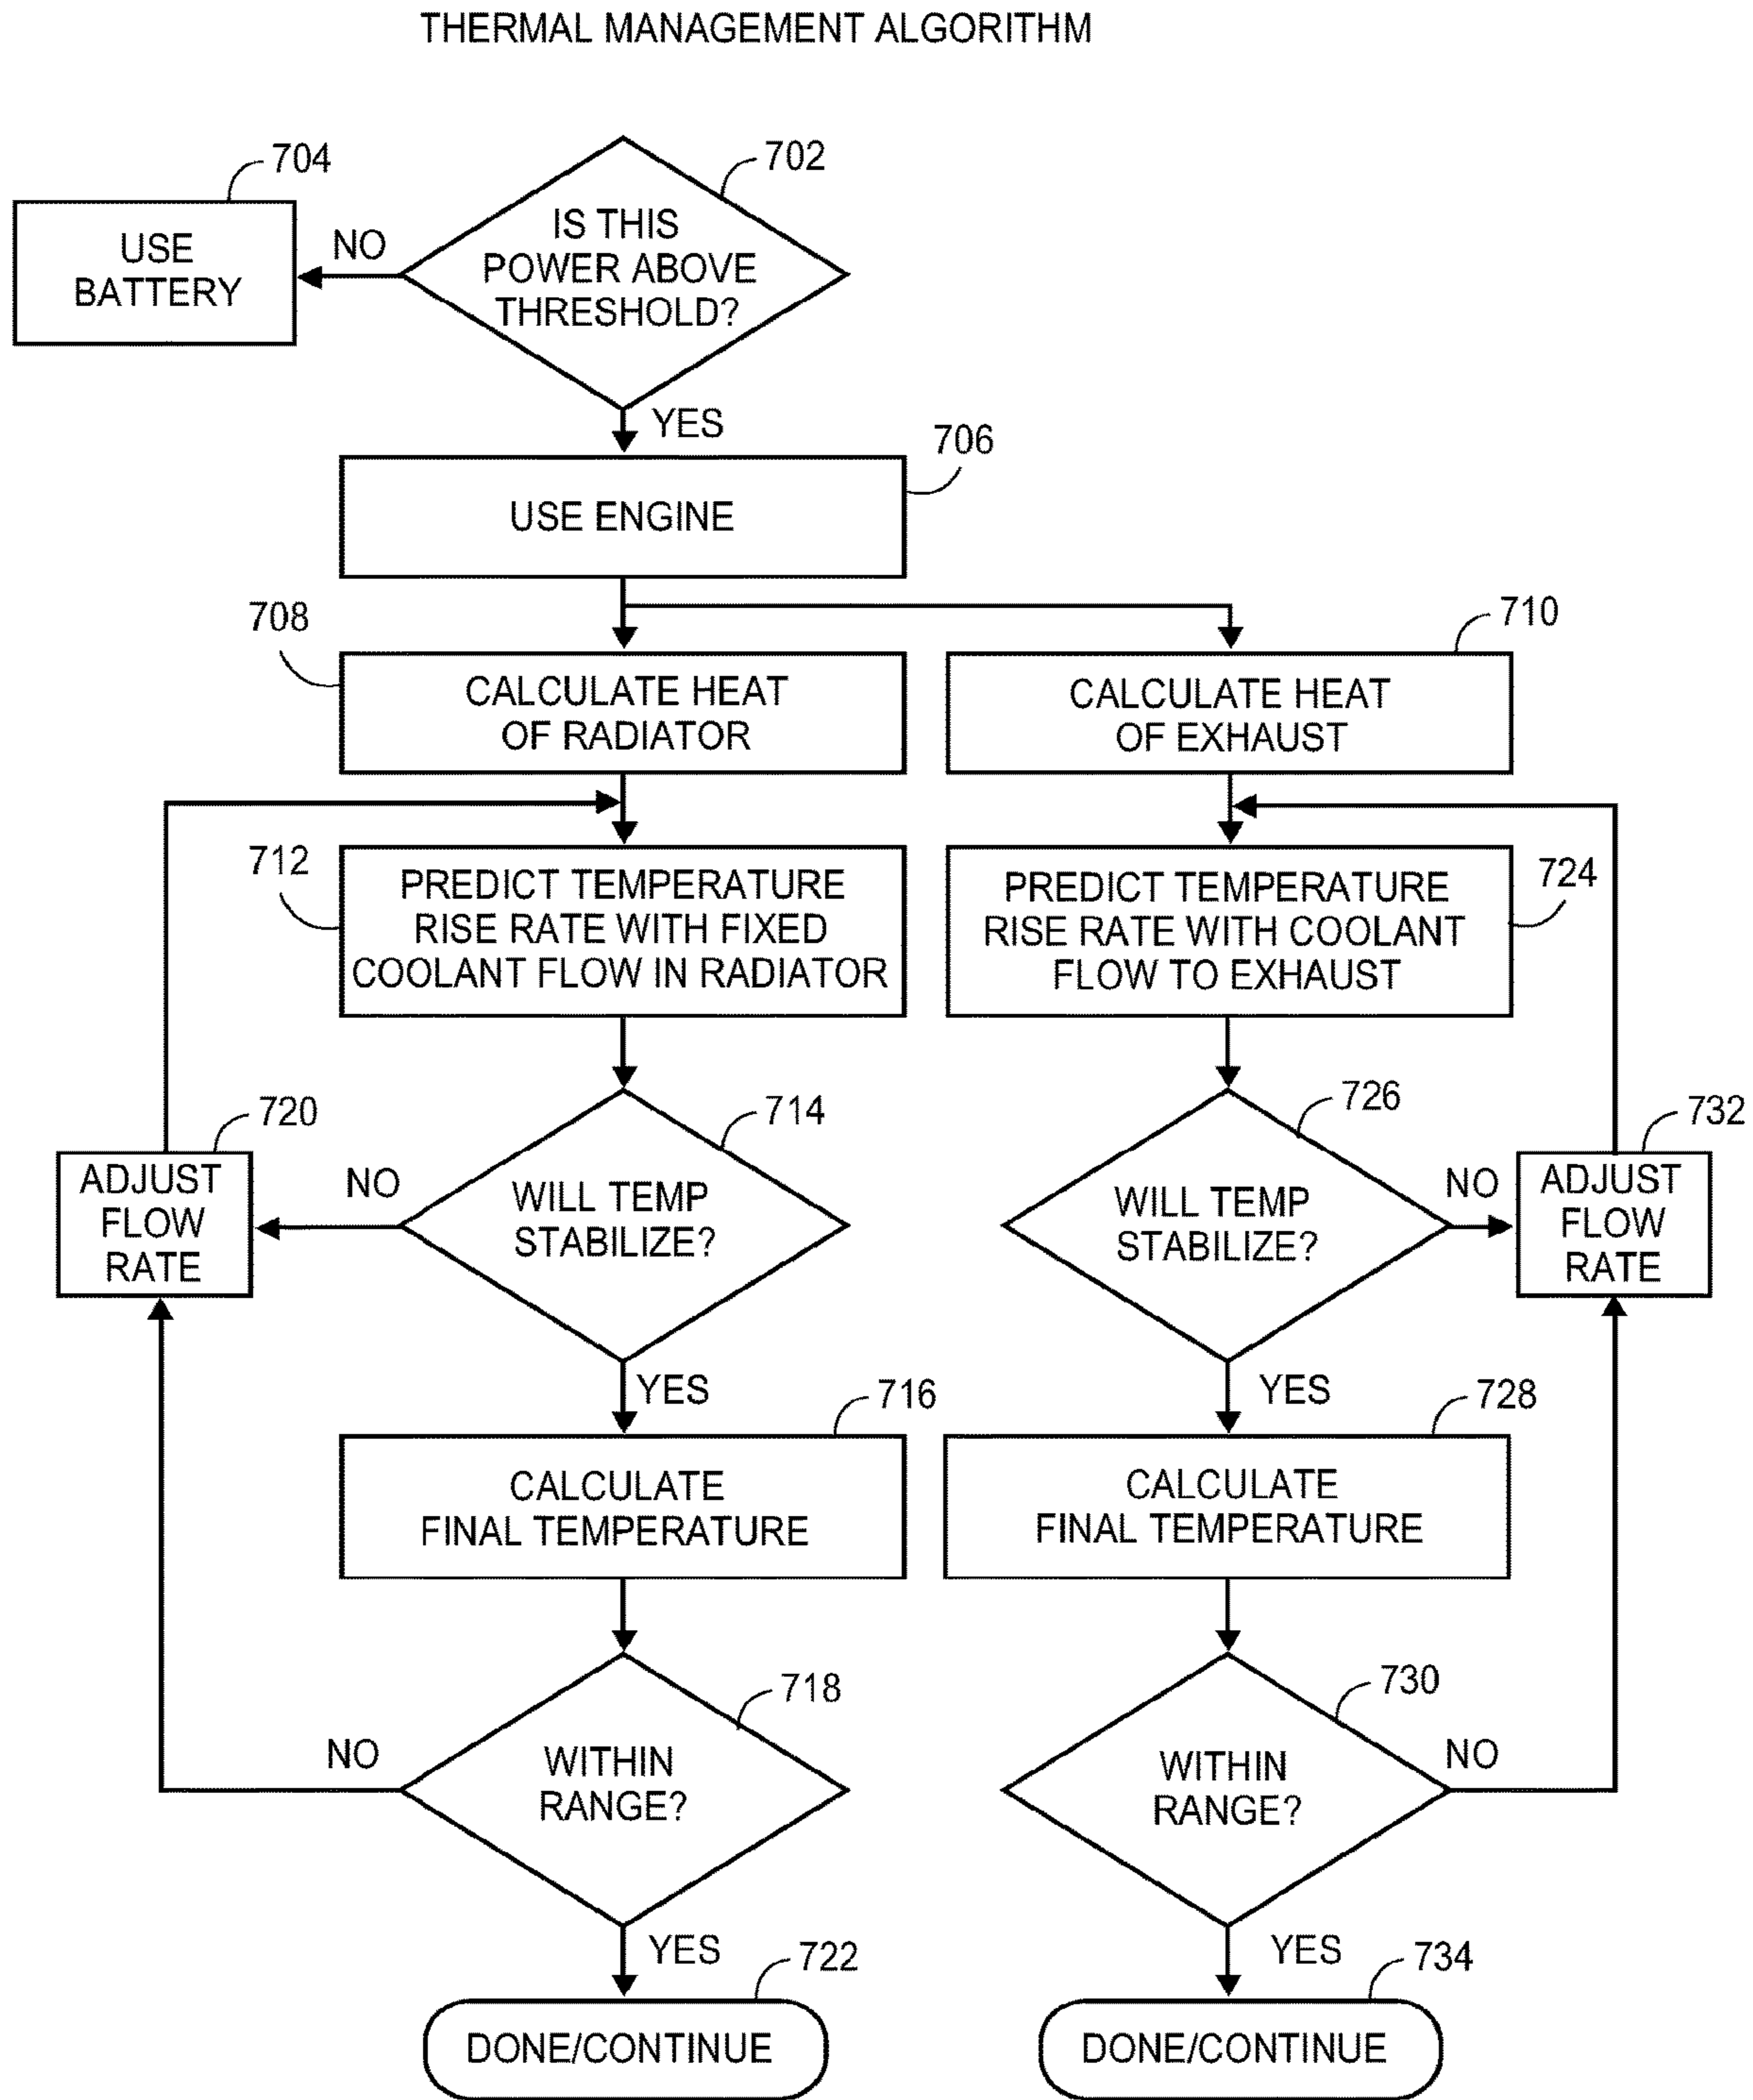 THERMAL MANAGEMENT ALGORITHM
704
702
USE
BATTERY
NO
IS THIS
POWER ABOVE
THRESHOLD?
YES
706
USE ENGINE
708
710
CALCULATE HEAT
OF RADIATOR
CALCULATE HEAT
OF EXHAUST
712
PREDICT TEMPERATURE
RISE RATE WITH FIXED
COOLANT FLOW IN RADIATOR
PREDICT TEMPERATURE
RISE RATE WITH COOLANT
FLOW TO EXHAUST
724
720
714
726
732
ADJUST
FLOW
RATE
NO
WILL TEMP
STABILIZE?
WILL TEMP
STABILIZE?
NO
ADJUST
FLOW
RATE
YES
716
YES
728
CALCULATE
FINAL TEMPERATURE
CALCULATE
FINAL TEMPERATURE
718
730
NO
WITHIN
RANGE?
WITHIN
RANGE?
NO
YES
722
YES
734
DONE/CONTINUE
DONE/CONTINUE